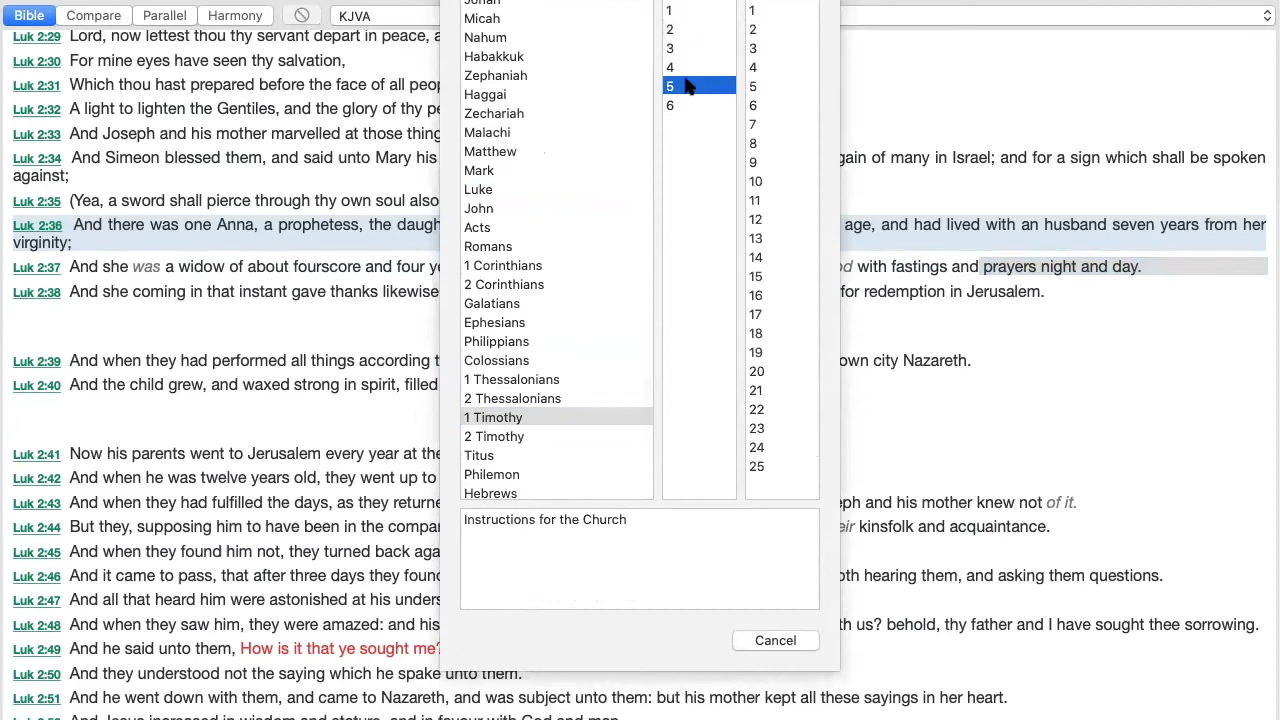 Bible Compare Parallel Harmony KJVA
Luk 2:29 Lord, now lettest thou thy servant depart in peace, a
Luk 2:30 For mine eyes have seen thy salvation,
Luk 2:31 Which thou hast prepared before the face of all peop
Luk 2:32 A light to lighten the Gentiles, and the glory of thy pe
Luk 2:33 And Joseph and his mother marvelled at those thing
Luk 2:34 And Simeon blessed them, and said unto Mary his gain of many in Israel; and for a sign which shall be spoken
against;
Luk 2:35 (Yea, a sword shall pierce through thy own soul also
Luk 2:36 And there was one Anna, a prophetess, the daugh age, and had lived with an husband seven years from her
virginity;
Luk 2:37 And she was a widow of about fourscore and four ye od with fastings and prayers night and day.
Luk 2:38 And she coming in that instant gave thanks likewise for redemption in Jerusalem.
Luk 2:39 And when they had performed all things according t own city Nazareth.
Luk 2:40 And the child grew, and waxed strong in spirit, filled
Luk 2:41 Now his parents went to Jerusalem every year at the
Luk 2:42 And when he was twelve years old, they went up to
Luk 2:43 And when they had fulfilled the days, as they returne eph and his mother knew not of it.
Luk 2:44 But they, supposing him to have been in the compan eir kinsfolk and acquaintance.
Luk 2:45 And when they found him not, they turned back aga
Luk 2:46 And it came to pass, that after three days they found oth hearing them, and asking them questions.
Luk 2:47 And all that heard him were astonished at his unders
Luk 2:48 And when they saw him, they were amazed: and his th us? behold, thy father and I have sought thee sorrowing.
Luk 2:49 And he said unto them, How is it that ye sought me?
Luk 2:50 And they understood not the saying which he spake unto them.
Luk 2:51 And he went down with them, and came to Nazareth, and was subject unto them: but his mother kept all these sayings in her heart.
And Jesus increased in wisdom and stature, and in favour with God and man.
Jonah
Micah
Nahum
Habakkuk
Zephaniah
Haggai
Zechariah
Malachi
Matthew
Mark
Luke
John
Acts
Romans
1 Corinthians
2 Corinthians
Galatians
Ephesians
Philippians
Colossians
1 Thessalonians
2 Thessalonians
1 Timothy
2 Timothy
Titus
Philemon
Hebrews
1
2
3
4
5
6
1
2
3
4
5
6
7
8
9
10
11
12
13
14
15
16
17
18
19
20
21
22
23
24
25
Instructions for the Church
Cancel